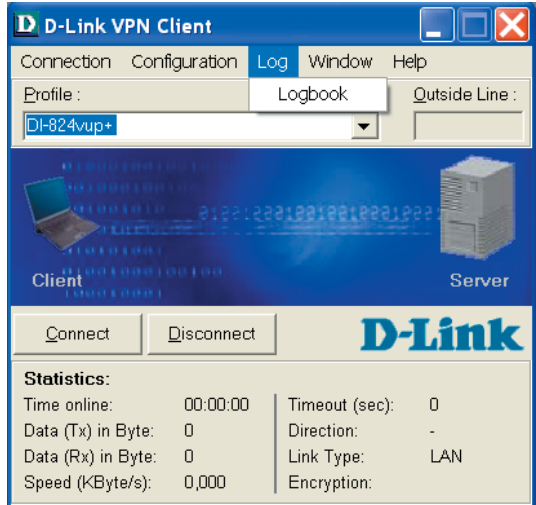 D D-Link VPN Client
Connection Configuration Log Window Help
Logbook
Profile : Outside Line :
DI-824vup+
Client Server
Connect Disconnect D-Link
Statistics:
Time online: 00:00:00 Timeout (sec): 0
Data (Tx) in Byte: 0 Direction: -
Data (Rx) in Byte: 0 Link Type: LAN
Speed (KByte/s): 0,000 Encryption: